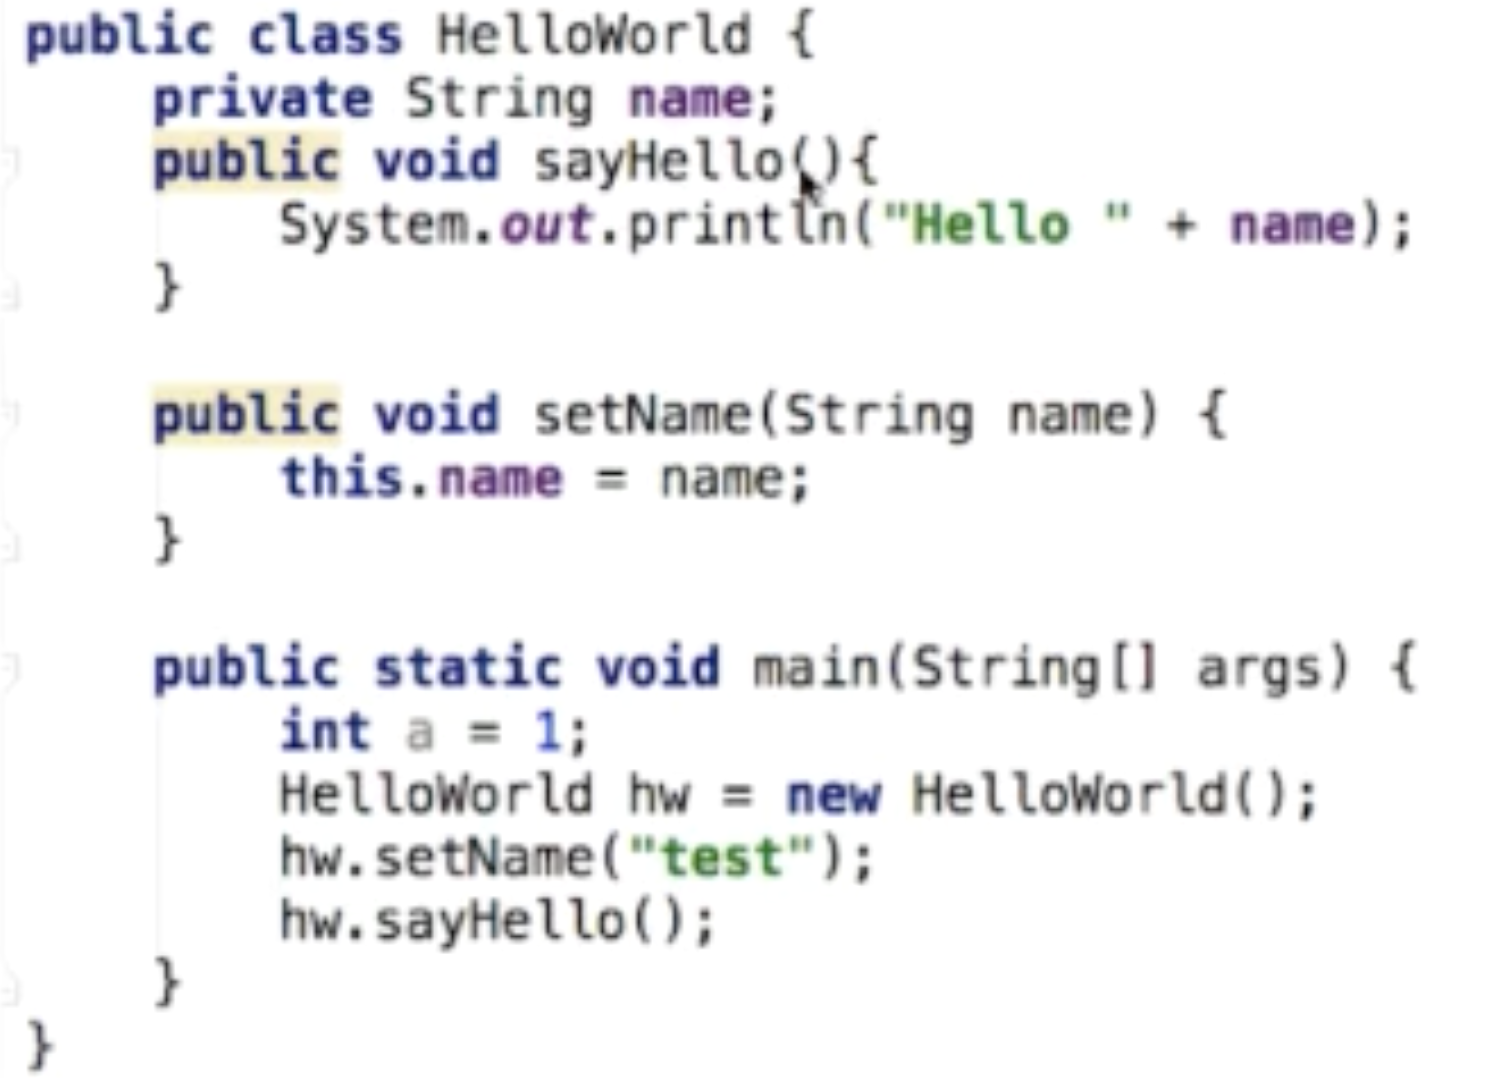 public class HelloWorld {
    private String name;
    public void sayHello(){
        System.out.println("Hello " + name);
    }

    public void setName(String name) {
        this.name = name;
    }

    public static void main(String[] args) {
        int a = 1;
        HelloWorld hw = new HelloWorld();
        hw.setName("test");
        hw.sayHello();
    }
}